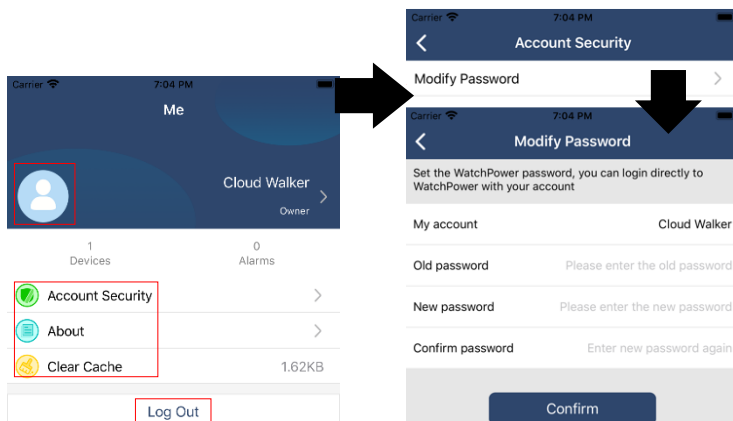 Carrier 7:04 PM
Me
Cloud Walker
Owner
1 0
Devices Alarms
Account Security
About
Clear Cache 1.62KB
Log Out
Carrier 7:04 PM
Account Security
Modify Password
Carrier 7:04 PM
Modify Password
Set the WatchPower password, you can login directly to
WatchPower with your account
My account Cloud Walker
Old password Please enter the old password
New password Please enter the new password
Confirm password Enter new password again
Confirm